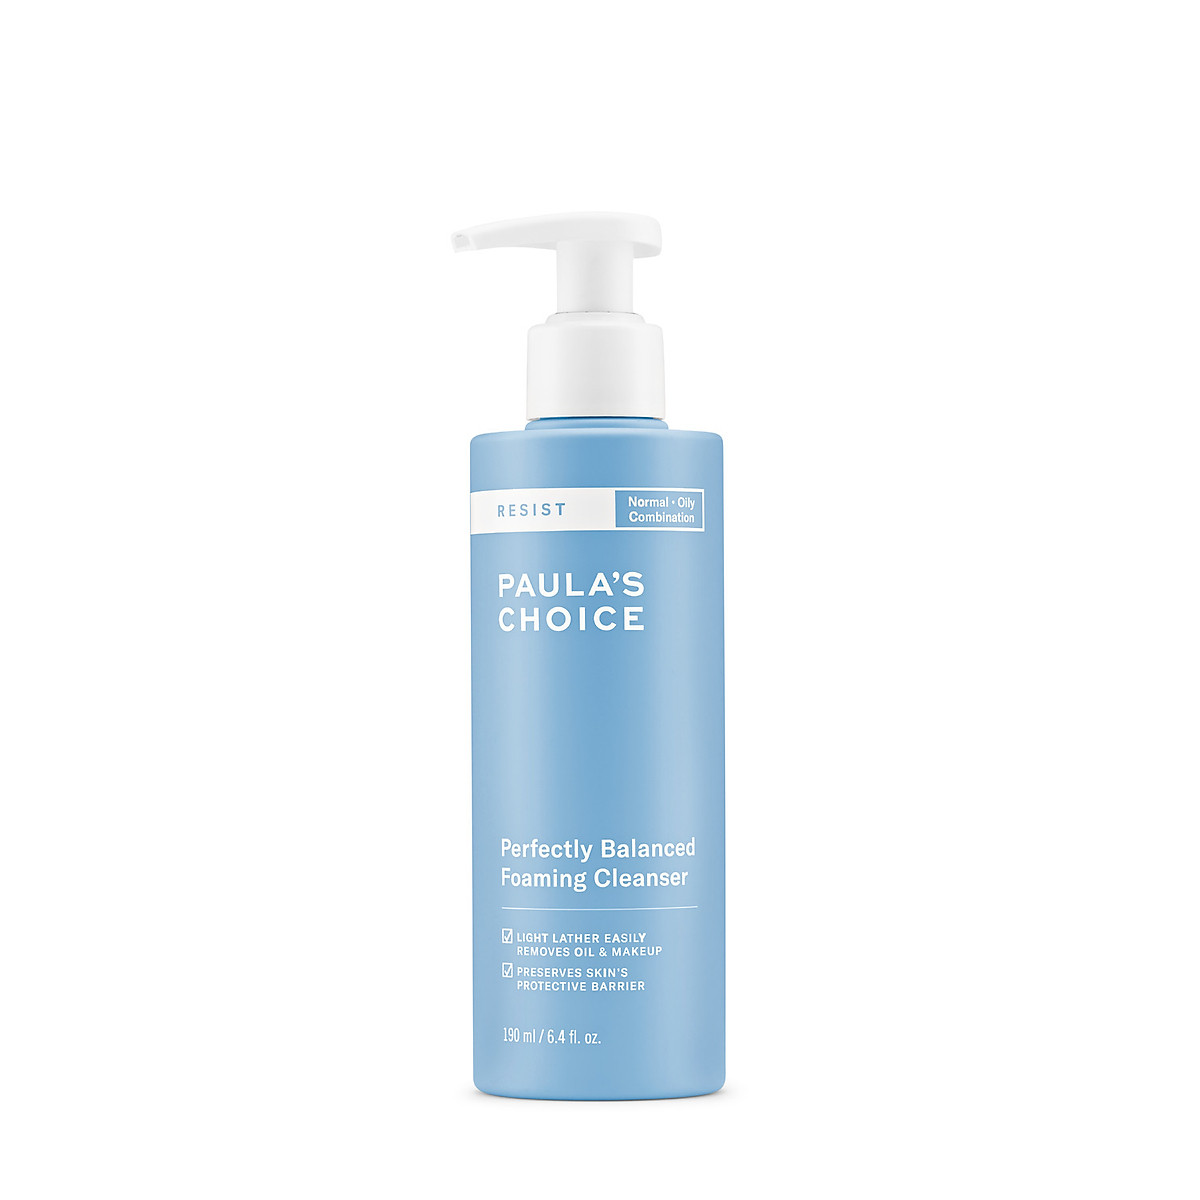 RESIST
Normal • Oily
Combination
PAULA'S
CHOICE
Perfectly Balanced
Foaming Cleanser
LIGHT LATHER EASILY
REMOVES OIL & MAKEUP
PRESERVES SKIN'S
PROTECTIVE BARRIER
190 ml / 6.4 fl. oz.